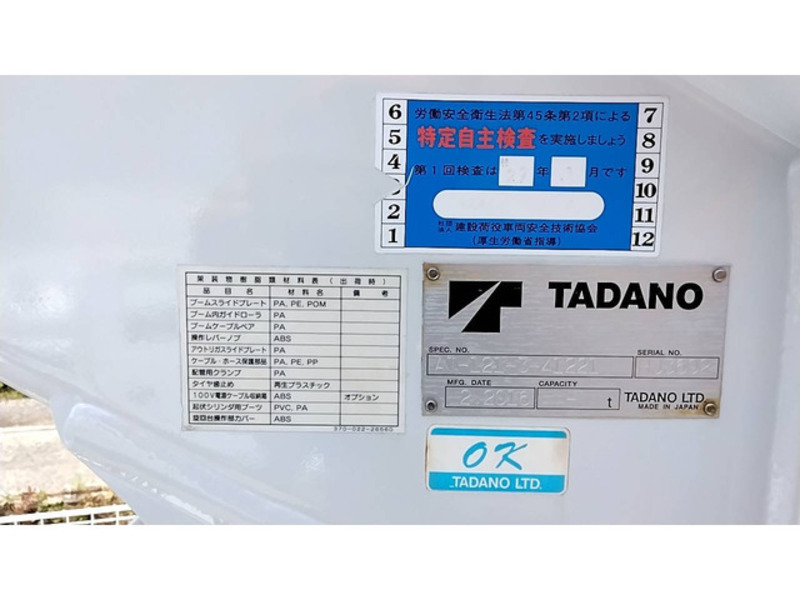 6
5
4
2
1
労働安全衛生法第45条第2項による
特定自主検査を実施しましょう
第1回検査は 年 月です
社団法人 建設荷役車両安全技術協会
(厚生労働省指導)
7
8
9
10
11
12
架装物樹脂類材料表(出荷時)
品目名 材料名 備考
ブームスライドプレート PA, PE, POM
ブーム内ガイドローラ PA
ブームケーブルベア PA
操作レバーノブ ABS
アウトリガスライドプレート PA
ケーブル・ホース保護部品 PA, PE, PP
配管用クランプ PA
タイヤ歯止め 再生プラスチック
100V電源ケーブル収納箱 ABS オプション
起伏シリンダ用ブーツ PVC, PA
空回台操作部カバー ABS
370-022-26560
TADANO
SPEC. NO. SERIAL NO.
MFG. DATE CAPACITY
2.2016 - t
TADANO LTD.
MADE IN JAPAN
OK
TADANO LTD.